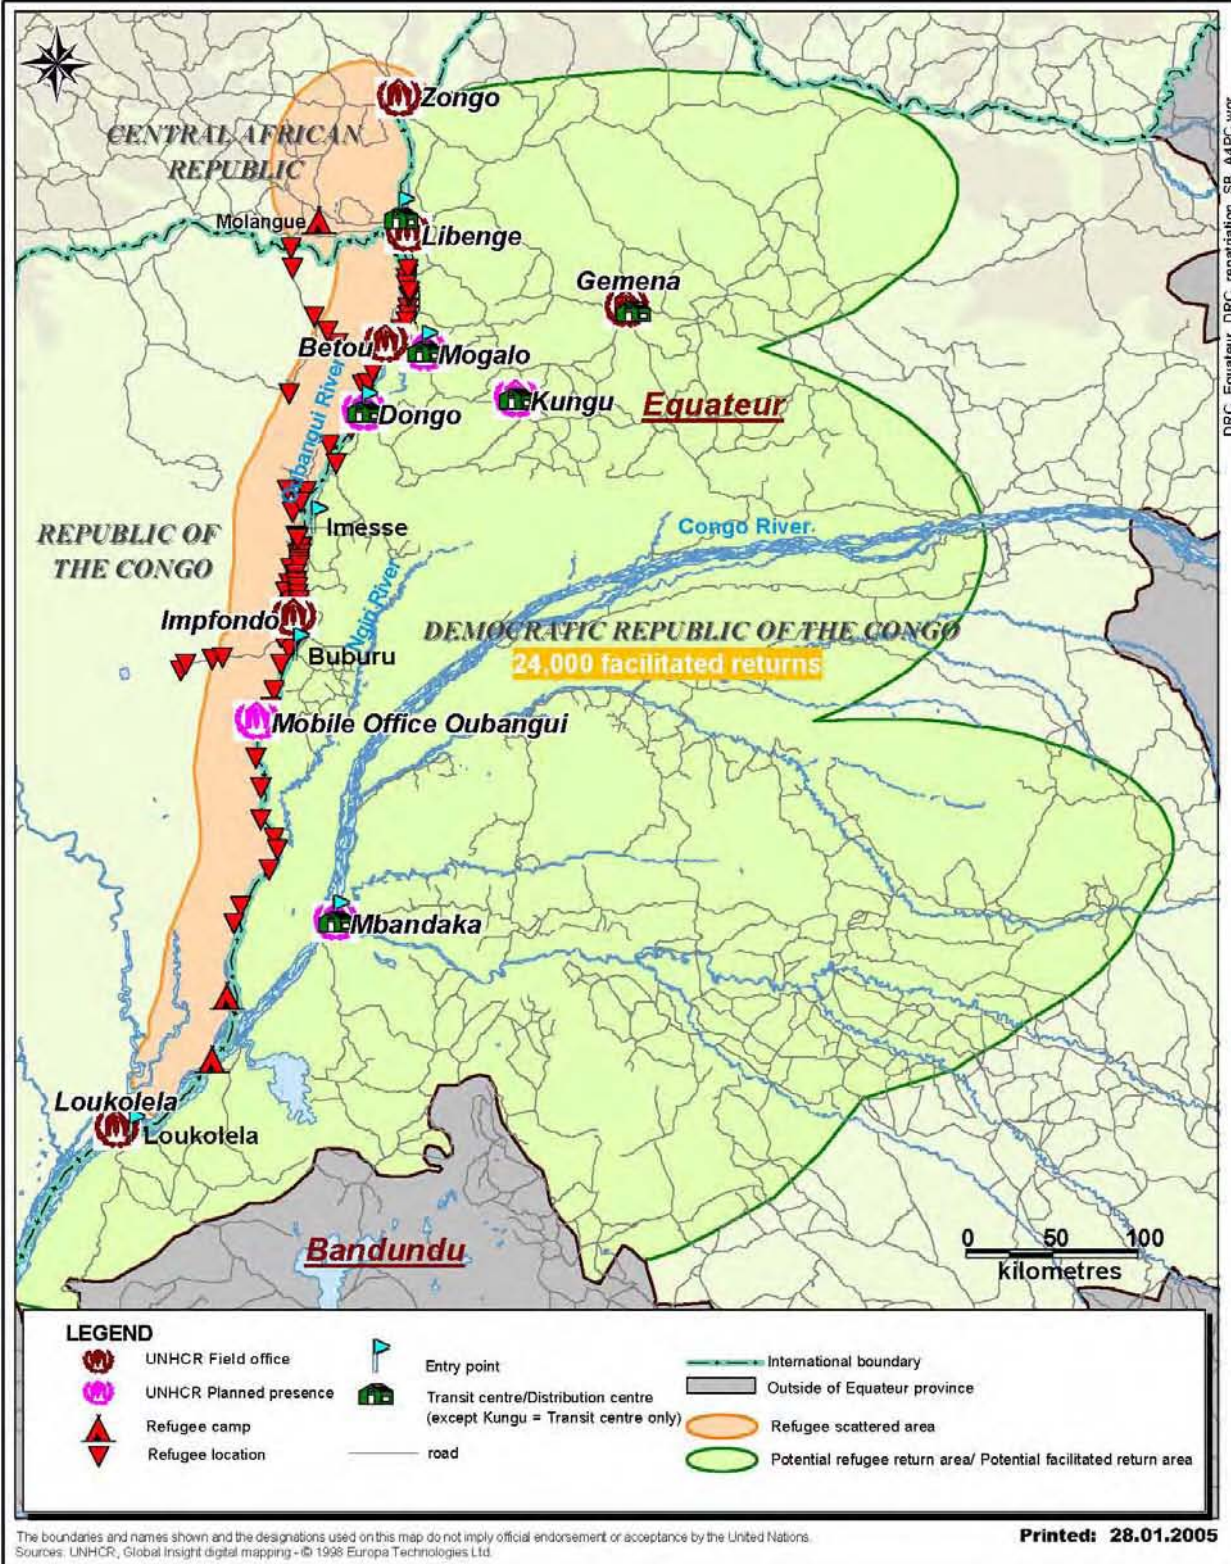 Zongo
CENTRAL AFRICAN
REPUBLIC
Molangue
Libenge
Gemena
Betou
Mogalo
Dongo
Kungu
Equateur
Oubangui River
Imesse
Congo River
REPUBLIC OF
THE CONGO
Ngiri River
Impfondo
DEMOCRATIC REPUBLIC OF THE CONGO
24,000 facilitated returns
Buburu
Mobile Office Oubangui
Mbandaka
Loukolela
Loukolela
Bandundu
0 50 100
kilometres
DRC_Equateur_DRC_repatriation_SB_A4PC.wor
LEGEND
UNHCR Field office
UNHCR Planned presence
Refugee camp
Refugee location
Entry point
Transit centre/Distribution centre
(except Kungu = Transit centre only)
road
International boundary
Outside of Equateur province
Refugee scattered area
Potential refugee return area/ Potential facilitated return area
The boundaries and names shown and the designations used on this map do not imply official endorsement or acceptance by the United Nations.
Sources: UNHCR, Global Insight digital mapping - © 1998 Europa Technologies Ltd.
Printed: 28.01.2005